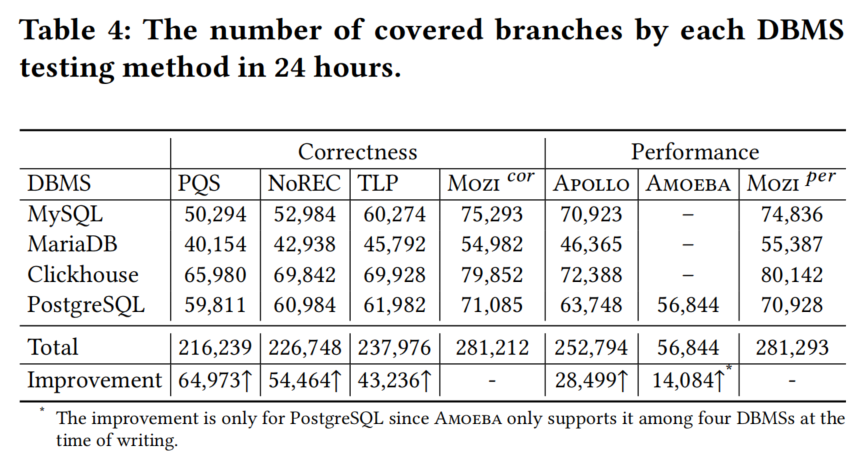 Table 4: The number of covered branches by each DBMS
testing method in 24 hours.
Correctness Performance
DBMS PQS NoREC TLP MOZI cor APOLLO AMOEBA MOZI per
MySQL 50,294 52,984 60,274 75,293 70,923 – 74,836
MariaDB 40,154 42,938 45,792 54,982 46,365 – 55,387
Clickhouse 65,980 69,842 69,928 79,852 72,388 – 80,142
PostgreSQL 59,811 60,984 61,982 71,085 63,748 56,844 70,928
Total 216,239 226,748 237,976 281,212 252,794 56,844 281,293
Improvement 64,973↑ 54,464↑ 43,236↑ - 28,499↑ 14,084↑* -
* The improvement is only for PostgreSQL since AMOEBA only supports it among four DBMSs at the
time of writing.